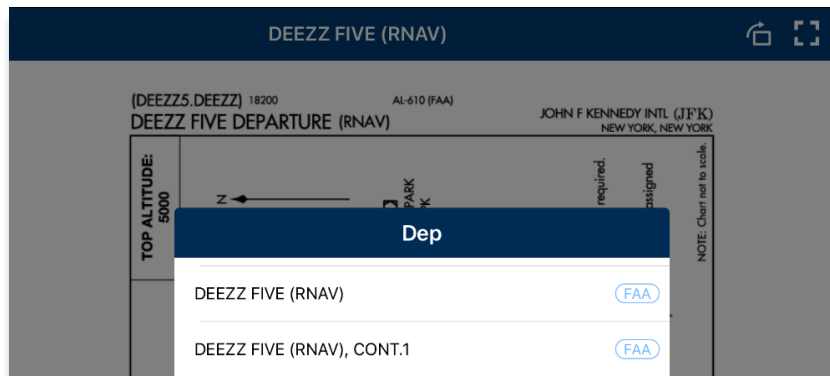 DEEZZ FIVE (RNAV)
(DEEZZ5.DEEZZ) 18200
AL-610 (FAA)
DEEZZ FIVE DEPARTURE (RNAV)
JOHN F KENNEDY INTL (JFK)
NEW YORK, NEW YORK
TOP ALTITUDE:
5000
N
PARK
required.
assigned
NOTE: Chart not to scale.
Dep
DEEZZ FIVE (RNAV)
FAA
DEEZZ FIVE (RNAV), CONT.1
FAA